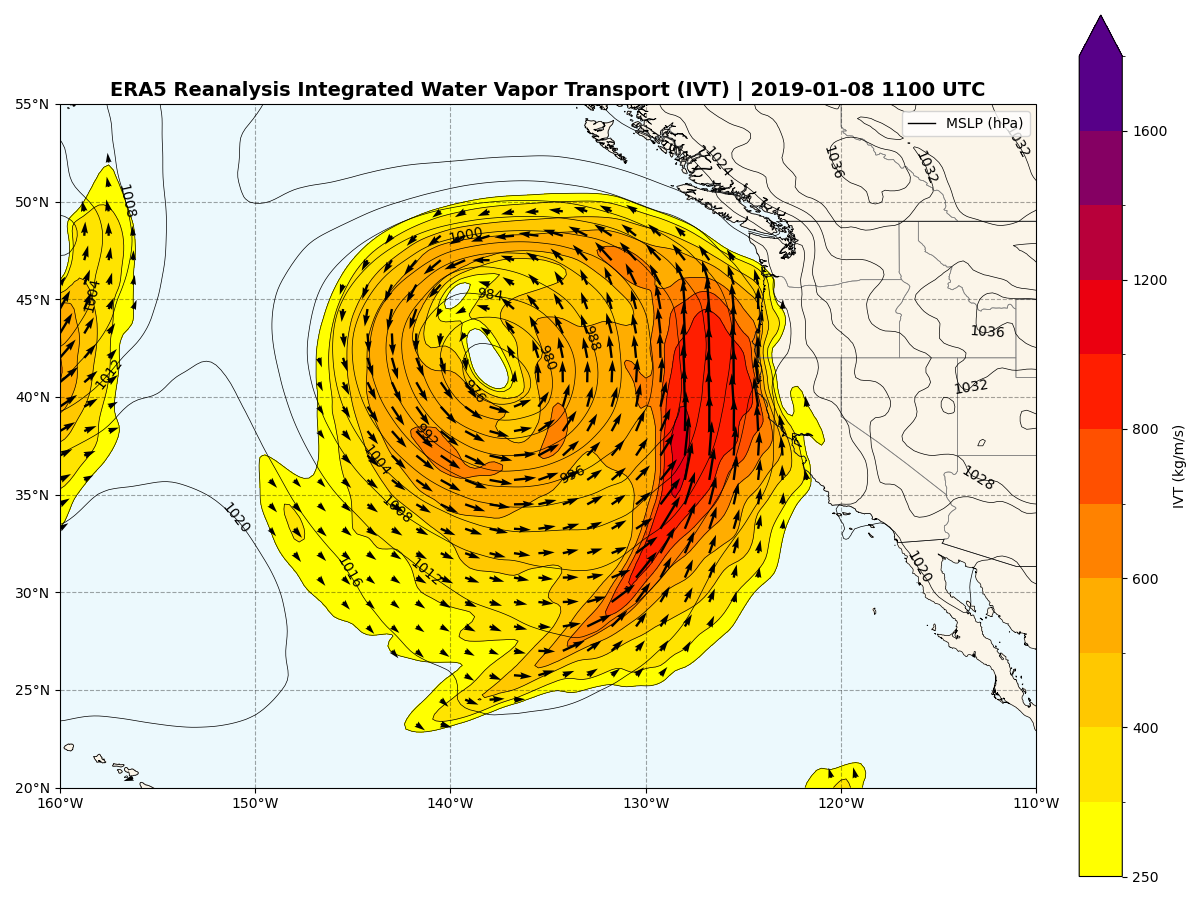 ERA5 Reanalysis Integrated Water Vapor Transport (IVT) | 2019-01-08 1100 UTC
MSLP (hPa)
55°N
50°N
45°N
40°N
35°N
30°N
25°N
20°N
160°W
150°W
140°W
130°W
120°W
110°W
1032
1024
1036
1032
1008
1000
984
1004
988
980
1036
1012
976
1032
992
1004
996
1028
1008
1020
1016
1012
1020
1600
1200
800
600
400
250
IVT (kg/m/s)